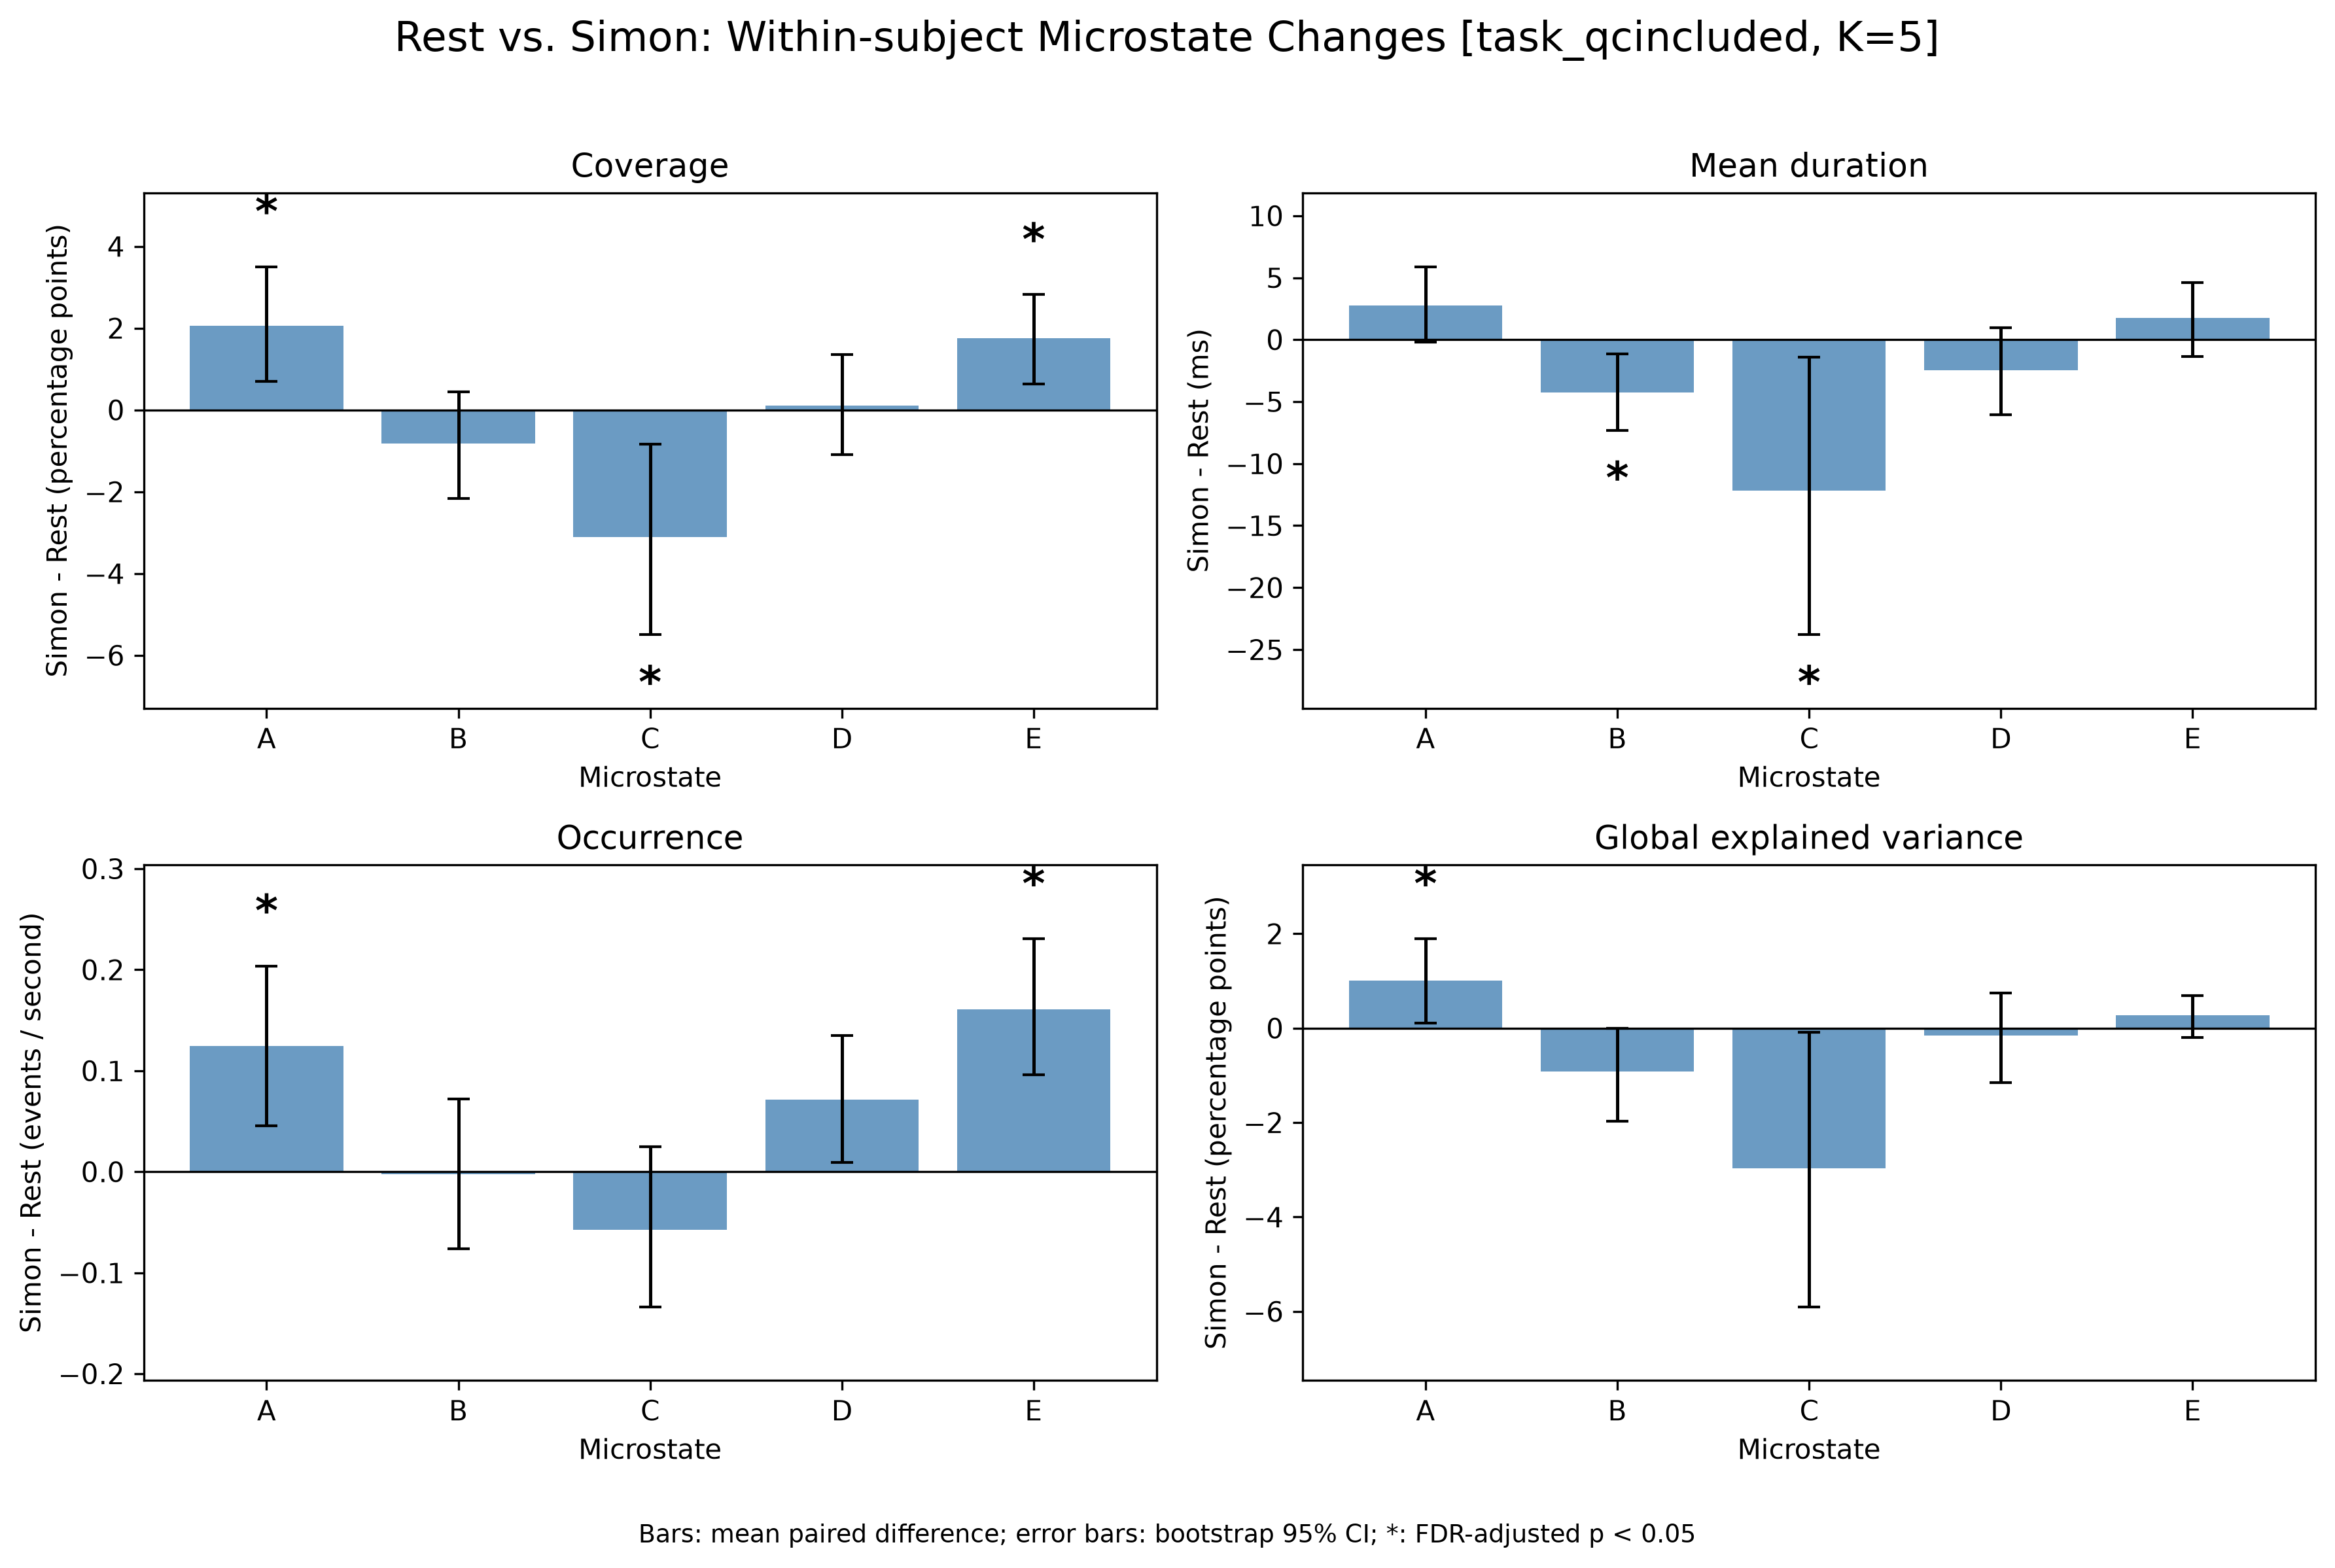 Rest vs. Simon: Within-subject Microstate Changes [task_qcincluded, K=5]
Coverage
Simon - Rest (percentage points)
4
2
0
−2
−4
−6
*
*
*
A B C D E
Microstate
Mean duration
Simon - Rest (ms)
10
5
0
−5
−10
−15
−20
−25
*
*
A B C D E
Microstate
Occurrence
Simon - Rest (events / second)
0.3
0.2
0.1
0.0
−0.1
−0.2
*
*
A B C D E
Microstate
Global explained variance
Simon - Rest (percentage points)
2
0
−2
−4
−6
*
A B C D E
Microstate
Bars: mean paired difference; error bars: bootstrap 95% CI; *: FDR-adjusted p < 0.05